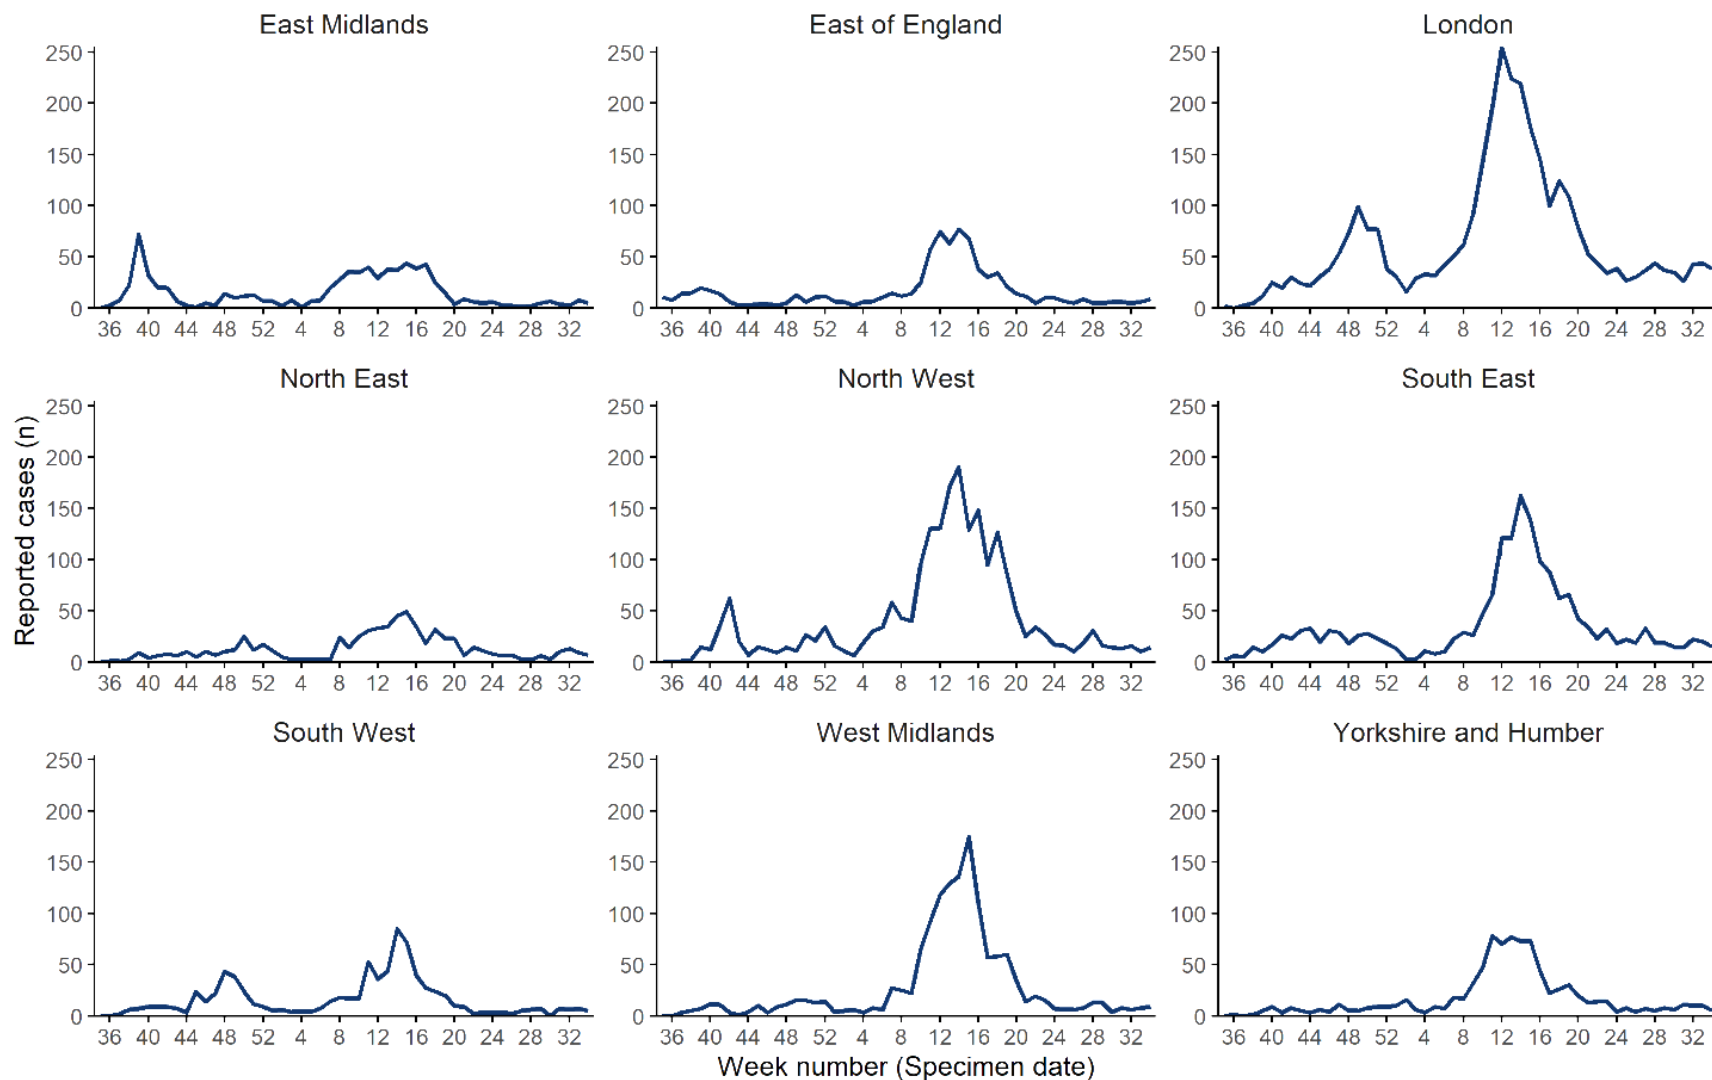 East Midlands East of England London
250 250 250
200 200 200
150 150 150
100 100 100
50 50 50
0 0 0
36 40 44 48 52 4 8 12 16 20 24 28 32 36 40 44 48 52 4 8 12 16 20 24 28 32 36 40 44 48 52 4 8 12 16 20 24 28 32
North East North West South East
250 250 250
200 200 200
150 150 150
100 100 100
50 50 50
0 0 0
36 40 44 48 52 4 8 12 16 20 24 28 32 36 40 44 48 52 4 8 12 16 20 24 28 32 36 40 44 48 52 4 8 12 16 20 24 28 32
Reported cases (n)
South West West Midlands Yorkshire and Humber
250 250 250
200 200 200
150 150 150
100 100 100
50 50 50
0 0 0
36 40 44 48 52 4 8 12 16 20 24 28 32 36 40 44 48 52 4 8 12 16 20 24 28 32 36 40 44 48 52 4 8 12 16 20 24 28 32
Week number (Specimen date)